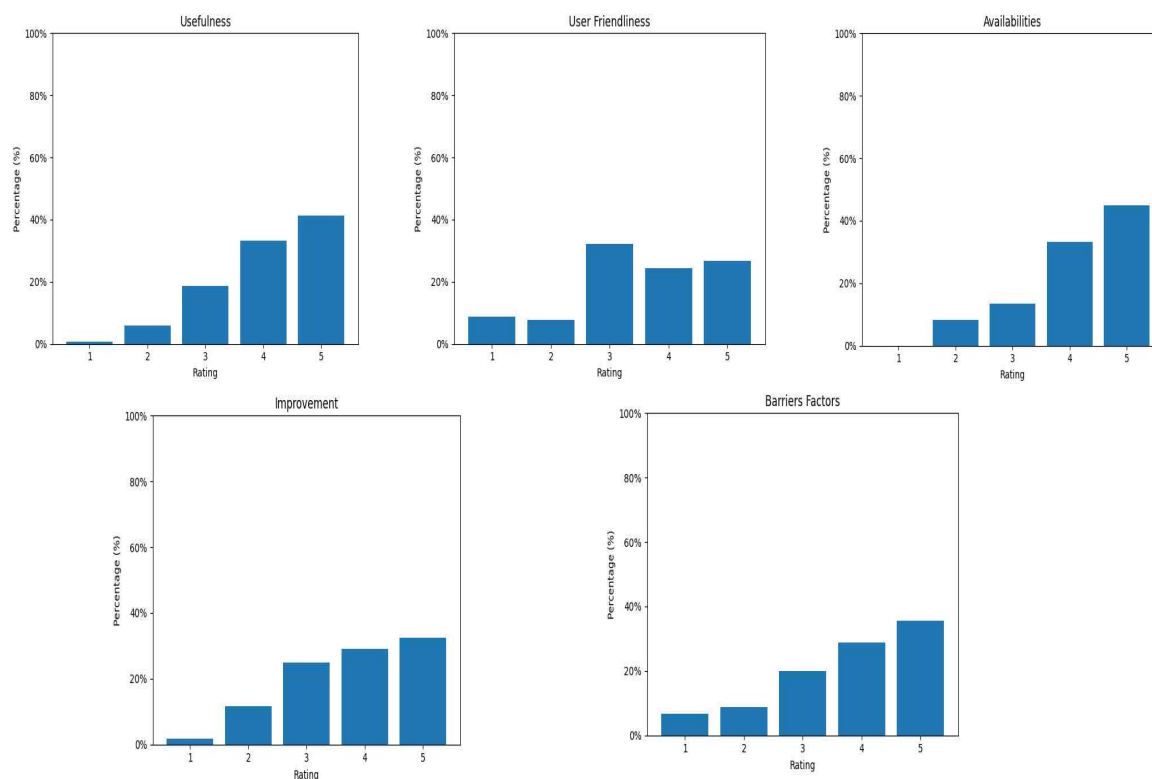 Usefulness
100%
80%
60%
40%
20%
0%
Percentage (%)
1 2 3 4 5
Rating
User Friendliness
100%
80%
60%
40%
20%
0%
Percentage (%)
1 2 3 4 5
Rating
Availabilities
100%
80%
60%
40%
20%
0%
Percentage (%)
1 2 3 4 5
Rating
Improvement
100%
80%
60%
40%
20%
0%
Percentage (%)
1 2 3 4 5
Rating
Barriers Factors
100%
80%
60%
40%
20%
0%
Percentage (%)
1 2 3 4 5
Rating